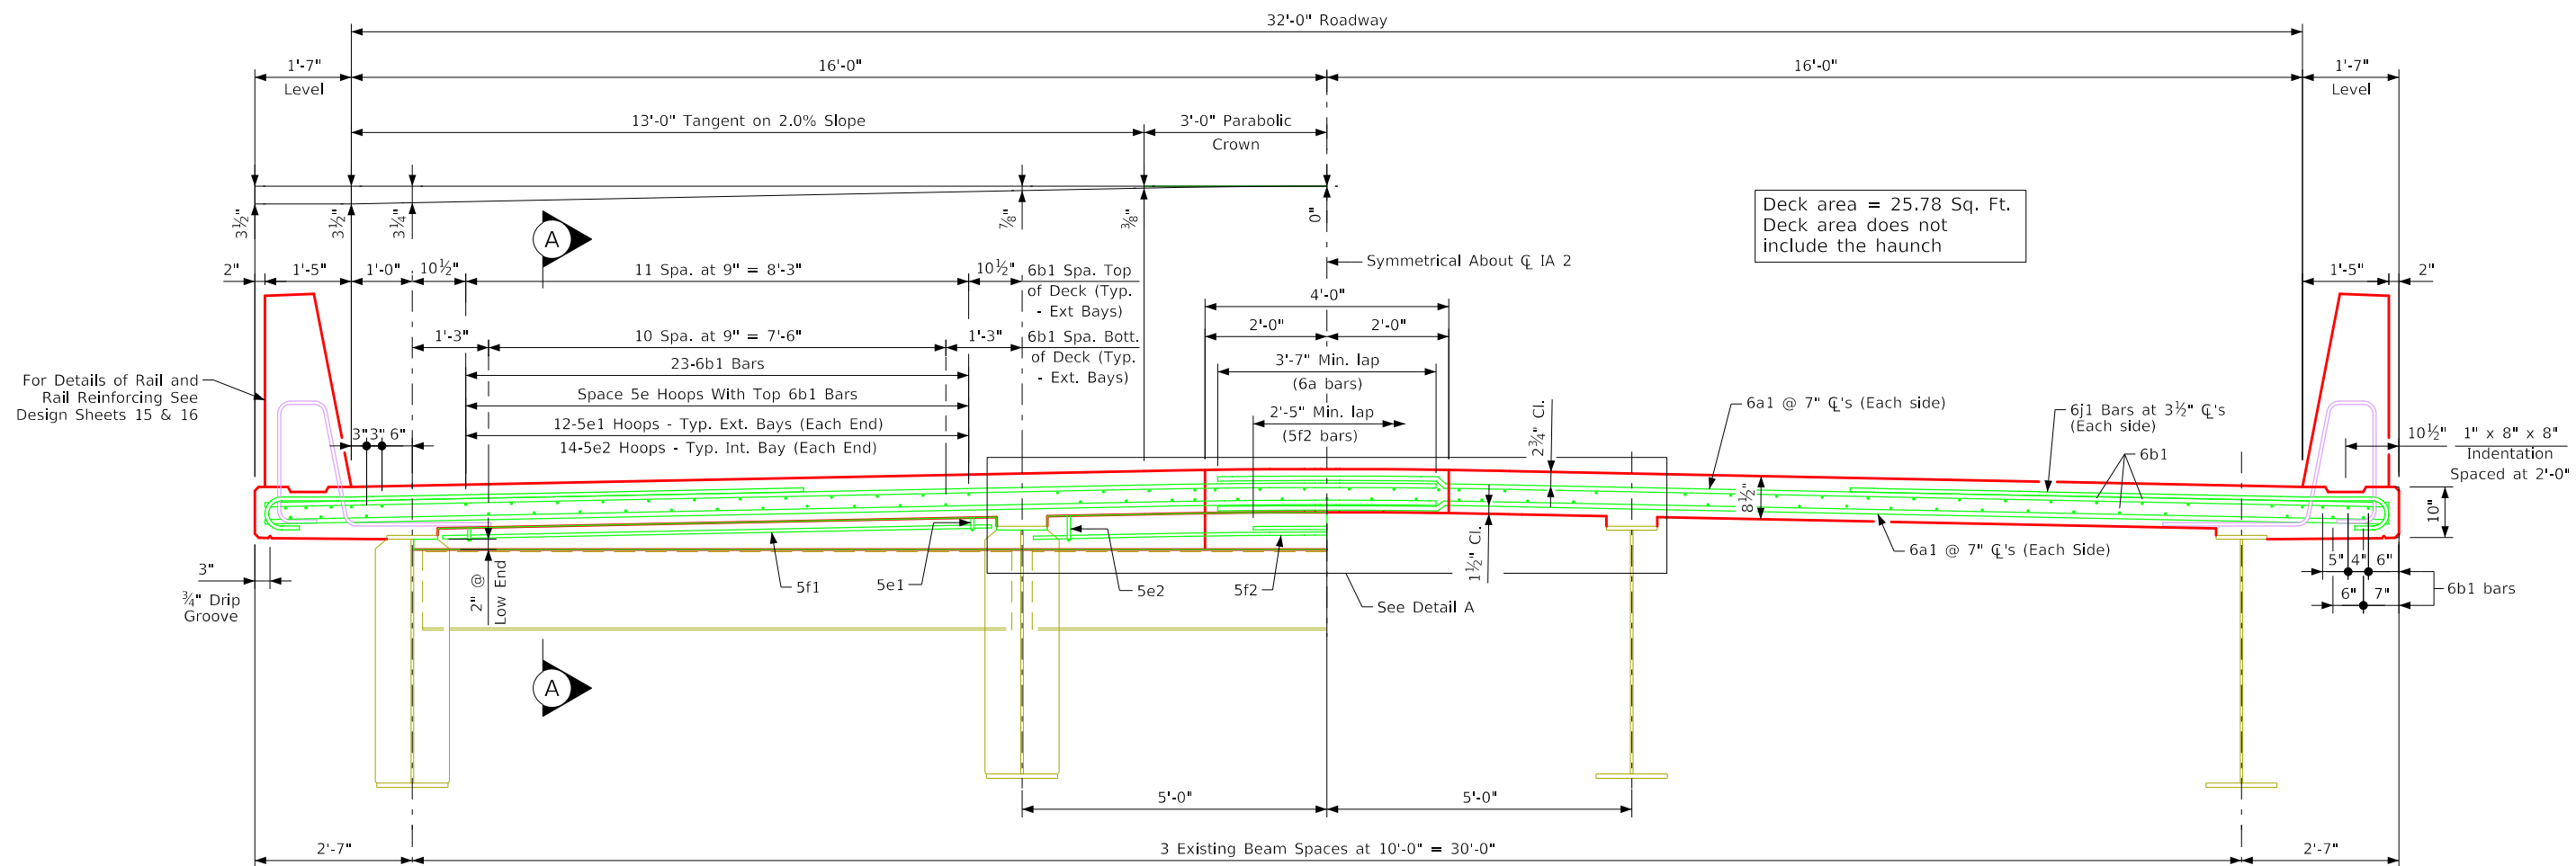 32'-0" Roadway
1'-7"
Level
16'-0"
16'-0"
1'-7"
Level
13'-0" Tangent on 2.0% Slope
3'-0" Parabolic
Crown
3½"
3½"
3¼"
⅞"
⅜"
0"
A
Deck area = 25.78 Sq. Ft.
Deck area does not
include the haunch
Symmetrical About ℄ IA 2
2"
1'-5"
1'-0"
10½"
11 Spa. at 9" = 8'-3"
10½"
6b1 Spa. Top
of Deck (Typ.
- Ext Bays)
4'-0"
1'-5"
2"
1'-3"
10 Spa. at 9" = 7'-6"
1'-3"
6b1 Spa. Bott.
of Deck (Typ.
- Ext. Bays)
2'-0"
2'-0"
23-6b1 Bars
3'-7" Min. lap
(6a bars)
For Details of Rail and
Rail Reinforcing See
Design Sheets 15 & 16
Space 5e Hoops With Top 6b1 Bars
12-5e1 Hoops - Typ. Ext. Bays (Each End)
14-5e2 Hoops - Typ. Int. Bay (Each End)
2'-5" Min. lap
(5f2 bars)
3"
3"
6"
2¾" Cl.
6a1 @ 7" ℄'s (Each side)
6j1 Bars at 3½" ℄'s
(Each side)
6b1
10½"
1" x 8" x 8"
Indentation
Spaced at 2'-0"
8½"
10"
1½" Cl.
6a1 @ 7" ℄'s (Each Side)
3"
¾" Drip
Groove
2" @
Low End
5f1
5e1
5e2
5f2
See Detail A
5"
4"
6"
6"
7"
6b1 bars
A
5'-0"
5'-0"
2'-7"
3 Existing Beam Spaces at 10'-0" = 30'-0"
2'-7"